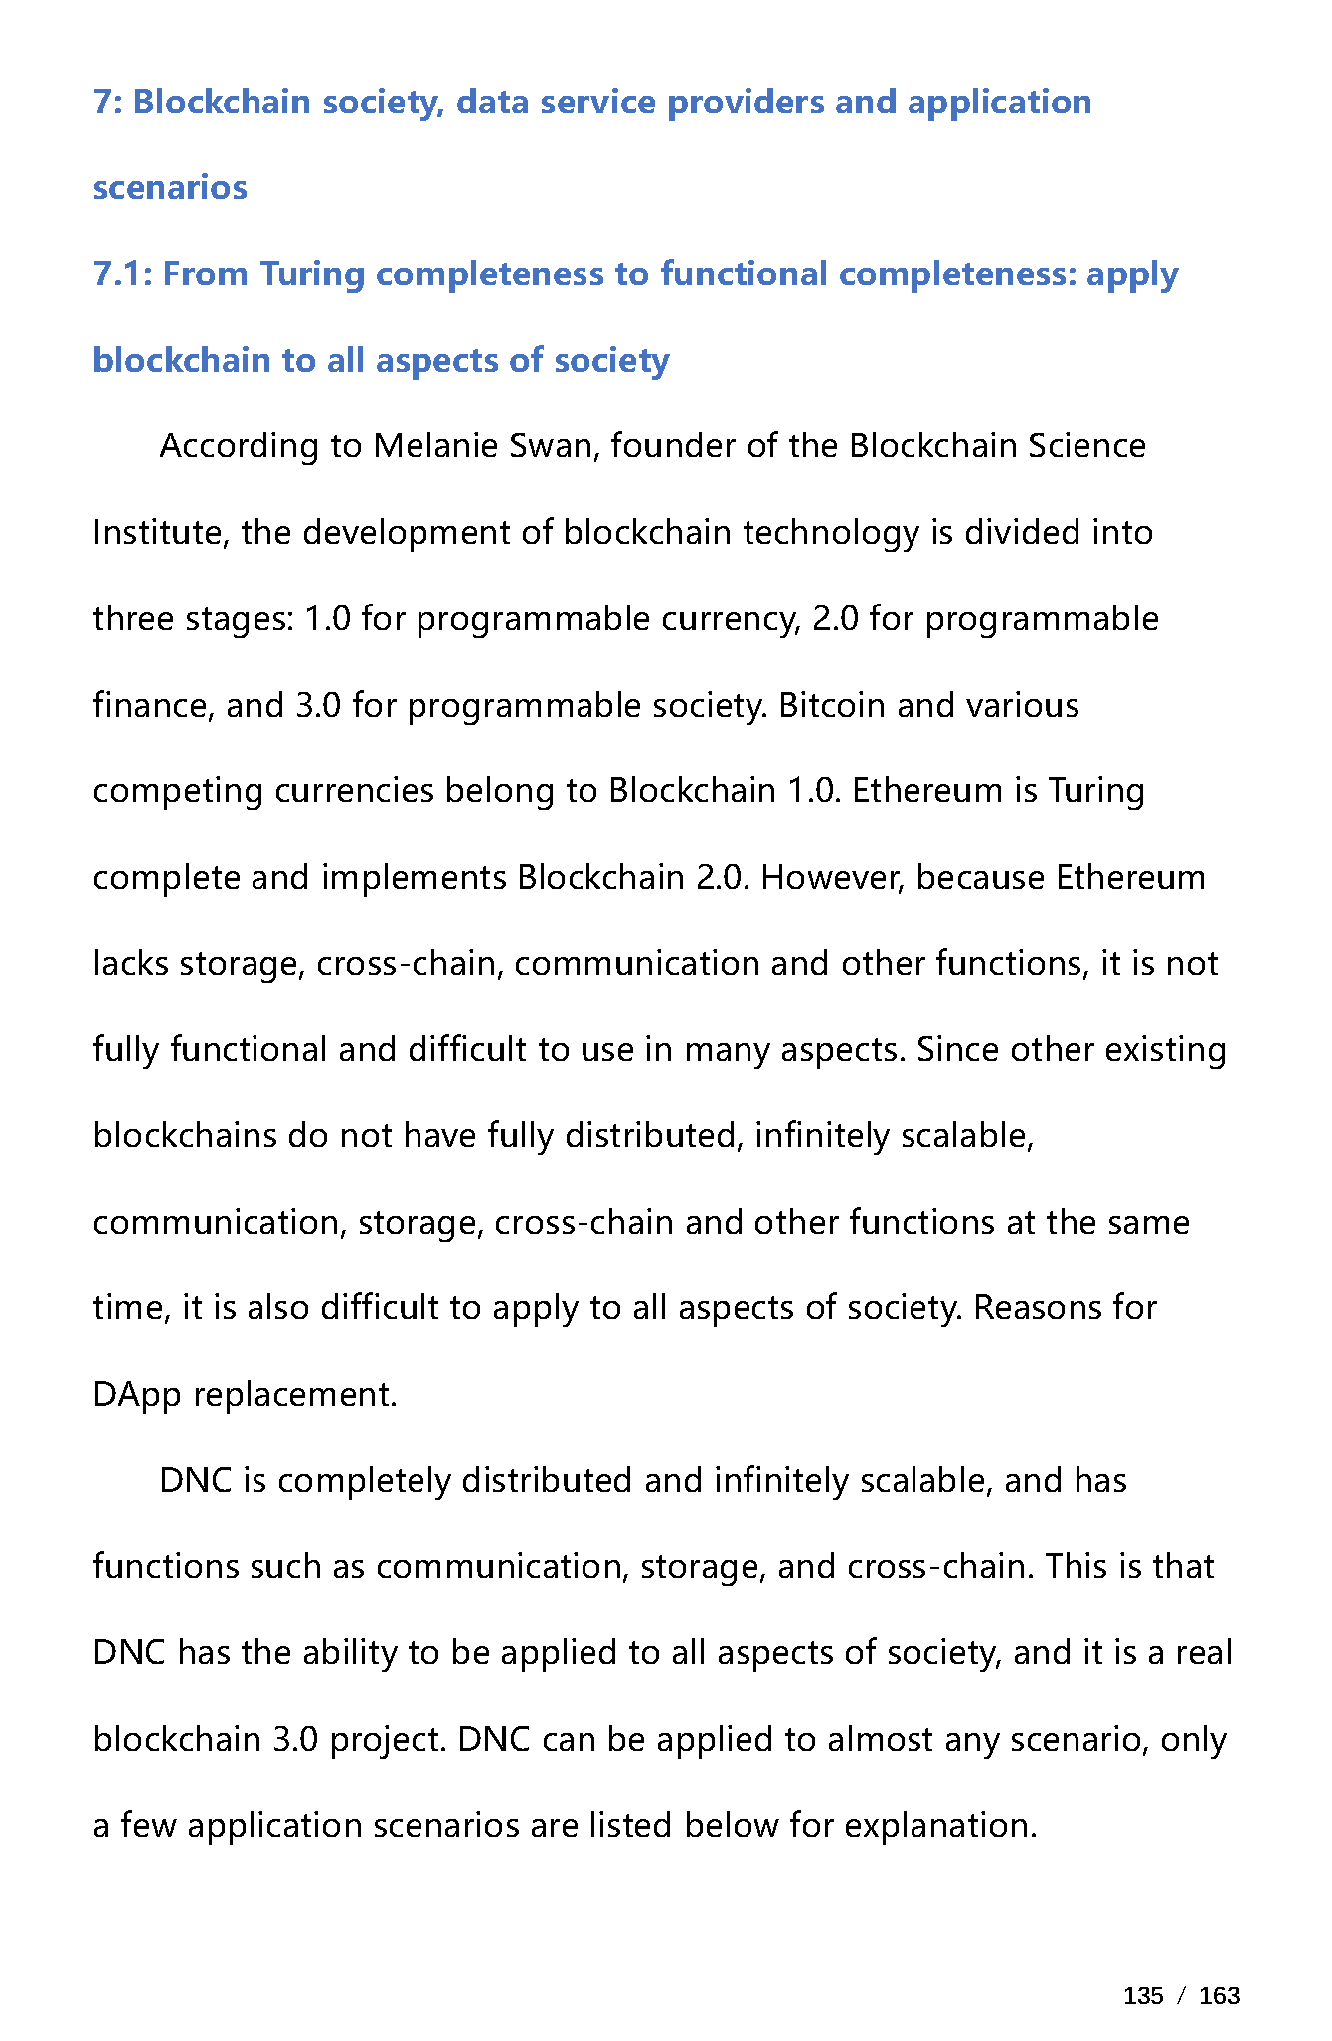 7: Blockchain society, data service providers and application
scenarios
7.1: From Turing completeness to functional completeness: apply
blockchain to all aspects of society
According to Melanie Swan, founder of the Blockchain Science
Institute, the development of blockchain technology is divided into
three stages: 1.0 for programmable currency, 2.0 for programmable
finance, and 3.0 for programmable society. Bitcoin and various
competing currencies belong to Blockchain 1.0. Ethereum is Turing
complete and implements Blockchain 2.0. However, because Ethereum
lacks storage, cross-chain, communication and other functions, it is not
fully functional and difficult to use in many aspects. Since other existing
blockchains do not have fully distributed, infinitely scalable,
communication, storage, cross-chain and other functions at the same
time, it is also difficult to apply to all aspects of society. Reasons for
DApp replacement.
DNC is completely distributed and infinitely scalable, and has
functions such as communication, storage, and cross-chain. This is that
DNC has the ability to be applied to all aspects of society, and it is a real
blockchain 3.0 project. DNC can be applied to almost any scenario, only
a few application scenarios are listed below for explanation.
135 / 163